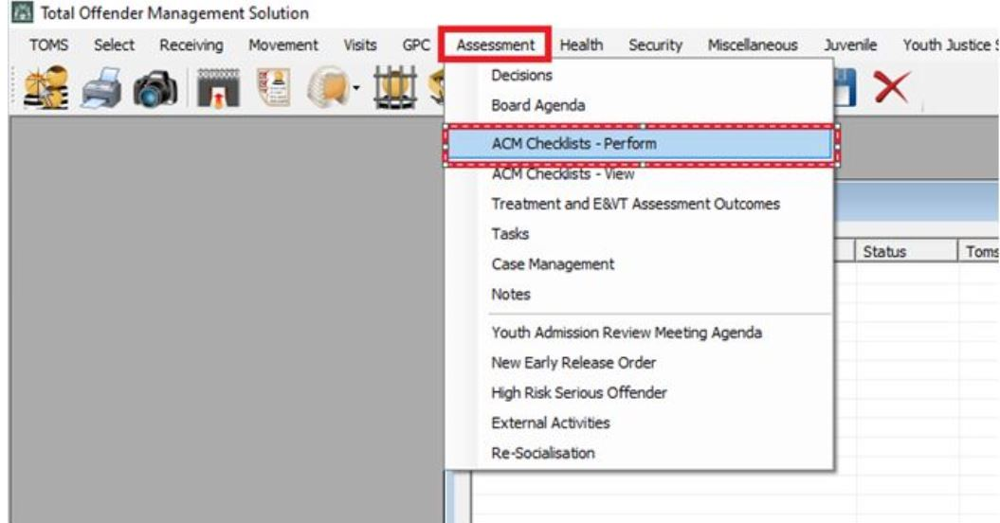 Total Offender Management Solution
TOMS Select Receiving Movement Visits GPC Assessment Health Security Miscellaneous Juvenile Youth Justice S
Decisions
Board Agenda
ACM Checklists - Perform
ACM Checklists - View
Treatment and E&VT Assessment Outcomes
Tasks
Status Toms
Case Management
Notes
Youth Admission Review Meeting Agenda
New Early Release Order
High Risk Serious Offender
External Activities
Re-Socialisation